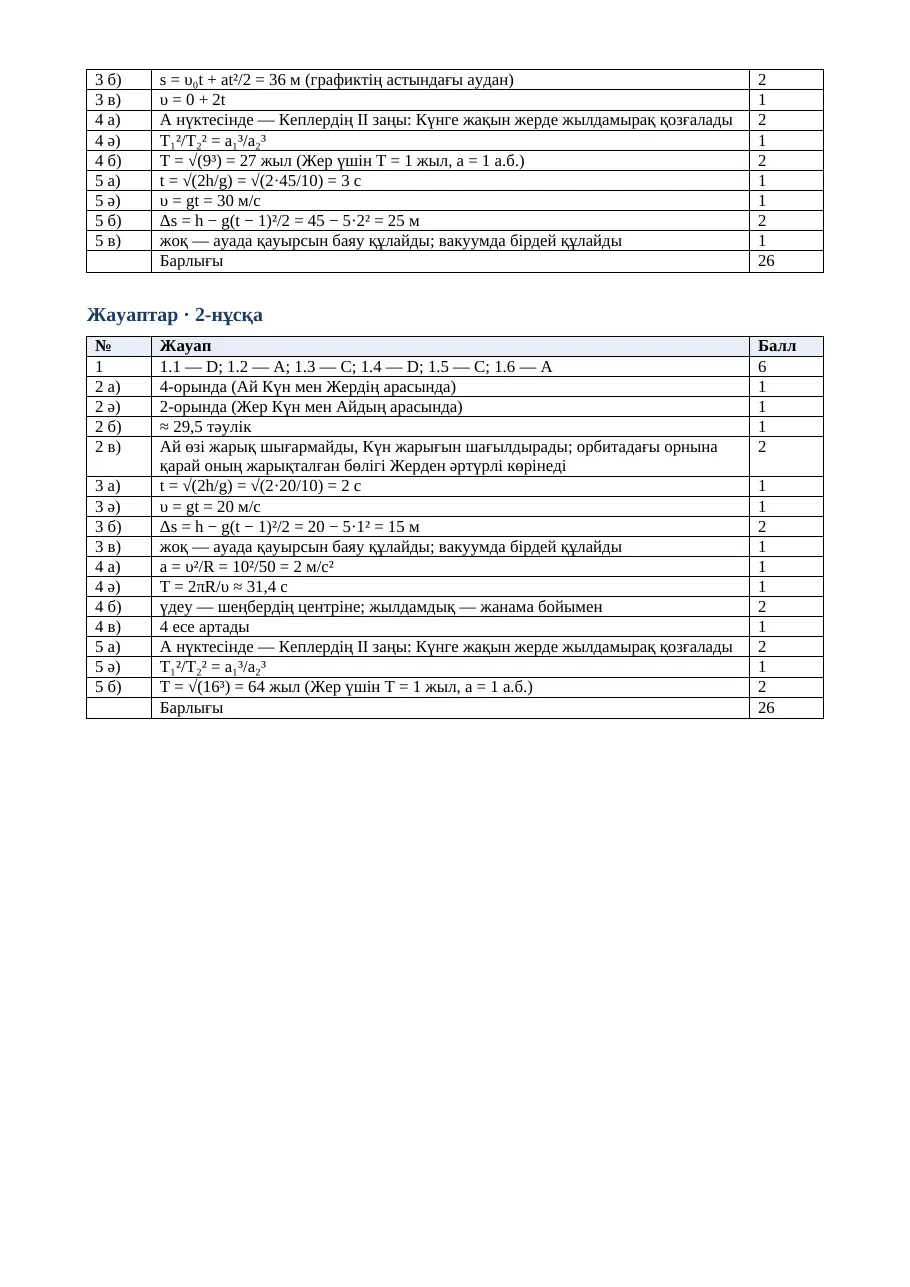 3 б) s = υ₀t + at²/2 = 36 м (графиктің астындағы аудан) 2
3 в) υ = 0 + 2t 1
4 а) А нүктесінде — Кеплердің II заңы: Күнге жақын жерде жылдамырақ қозғалады 2
4 ә) T₁²/T₂² = a₁³/a₂³ 1
4 б) T = √(9³) = 27 жыл (Жер үшін T = 1 жыл, a = 1 а.б.) 2
5 а) t = √(2h/g) = √(2·45/10) = 3 с 1
5 ә) υ = gt = 30 м/с 1
5 б) Δs = h − g(t − 1)²/2 = 45 − 5·2² = 25 м 2
5 в) жоқ — ауада қауырсын баяу құлайды; вакуумда бірдей құлайды 1
Барлығы 26
Жауаптар · 2-нұсқа
№ Жауап Балл
1 1.1 — D; 1.2 — A; 1.3 — C; 1.4 — D; 1.5 — C; 1.6 — A 6
2 а) 4-орында (Ай Күн мен Жердің арасында) 1
2 ә) 2-орында (Жер Күн мен Айдың арасында) 1
2 б) ≈ 29,5 тәулік 1
2 в) Ай өзі жарық шығармайды, Күн жарығын шағылдырады; орбитадағы орнына 2
қарай оның жарықталған бөлігі Жерден әртүрлі көрінеді
3 а) t = √(2h/g) = √(2·20/10) = 2 с 1
3 ә) υ = gt = 20 м/с 1
3 б) Δs = h − g(t − 1)²/2 = 20 − 5·1² = 15 м 2
3 в) жоқ — ауада қауырсын баяу құлайды; вакуумда бірдей құлайды 1
4 а) a = υ²/R = 10²/50 = 2 м/с² 1
4 ә) T = 2πR/υ ≈ 31,4 с 1
4 б) үдеу — шеңбердің центріне; жылдамдық — жанама бойымен 2
4 в) 4 есе артады 1
5 а) А нүктесінде — Кеплердің II заңы: Күнге жақын жерде жылдамырақ қозғалады 2
5 ә) T₁²/T₂² = a₁³/a₂³ 1
5 б) T = √(16³) = 64 жыл (Жер үшін T = 1 жыл, a = 1 а.б.) 2
Барлығы 26